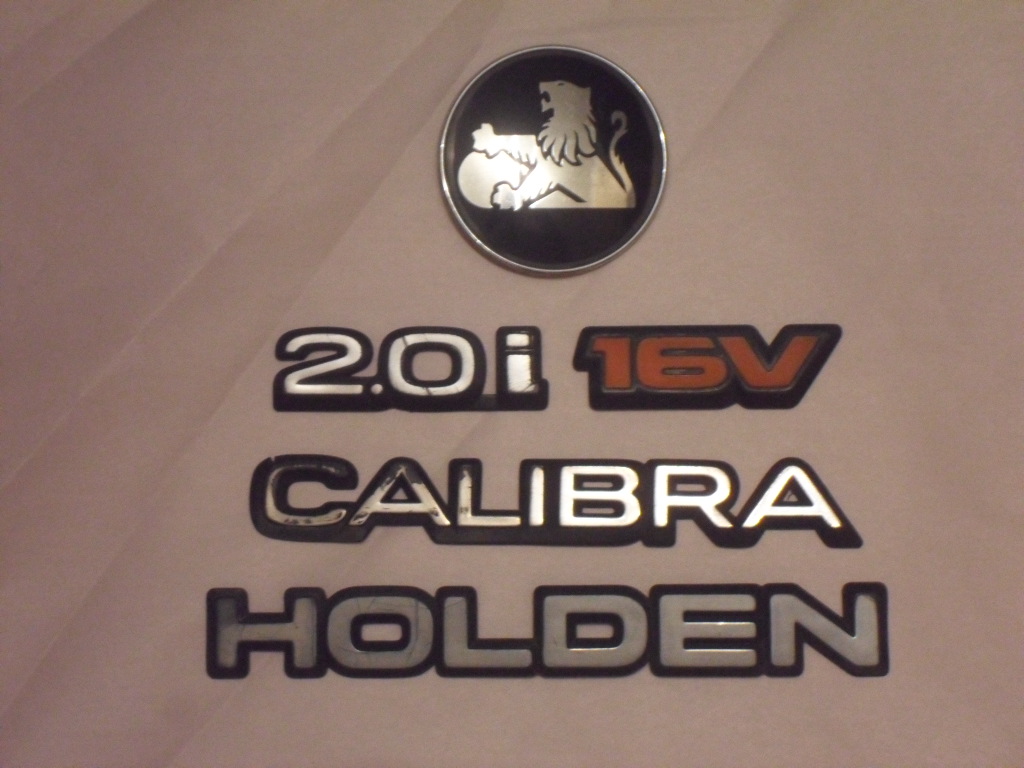 2.0i 16V
CALIBRA
HOLDEN